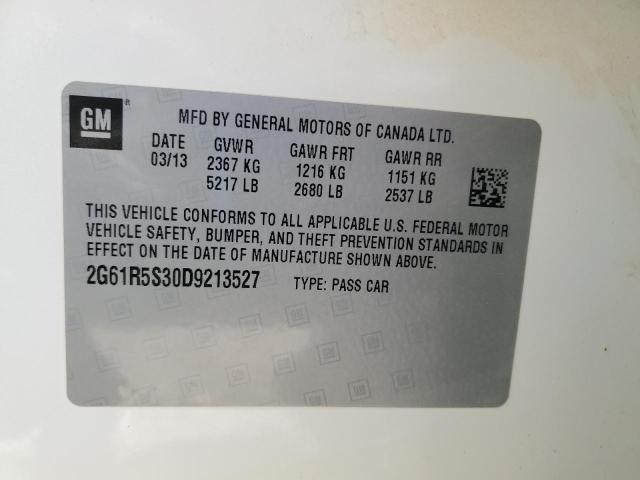 GM
MFD BY GENERAL MOTORS OF CANADA LTD.
DATE GVWR GAWR FRT GAWR RR
03/13 2367 KG 1216 KG 1151 KG
5217 LB 2680 LB 2537 LB
THIS VEHICLE CONFORMS TO ALL APPLICABLE U.S. FEDERAL MOTOR
VEHICLE SAFETY, BUMPER, AND THEFT PREVENTION STANDARDS IN
EFFECT ON THE DATE OF MANUFACTURE SHOWN ABOVE.
2G61R5S30D9213527 TYPE: PASS CAR